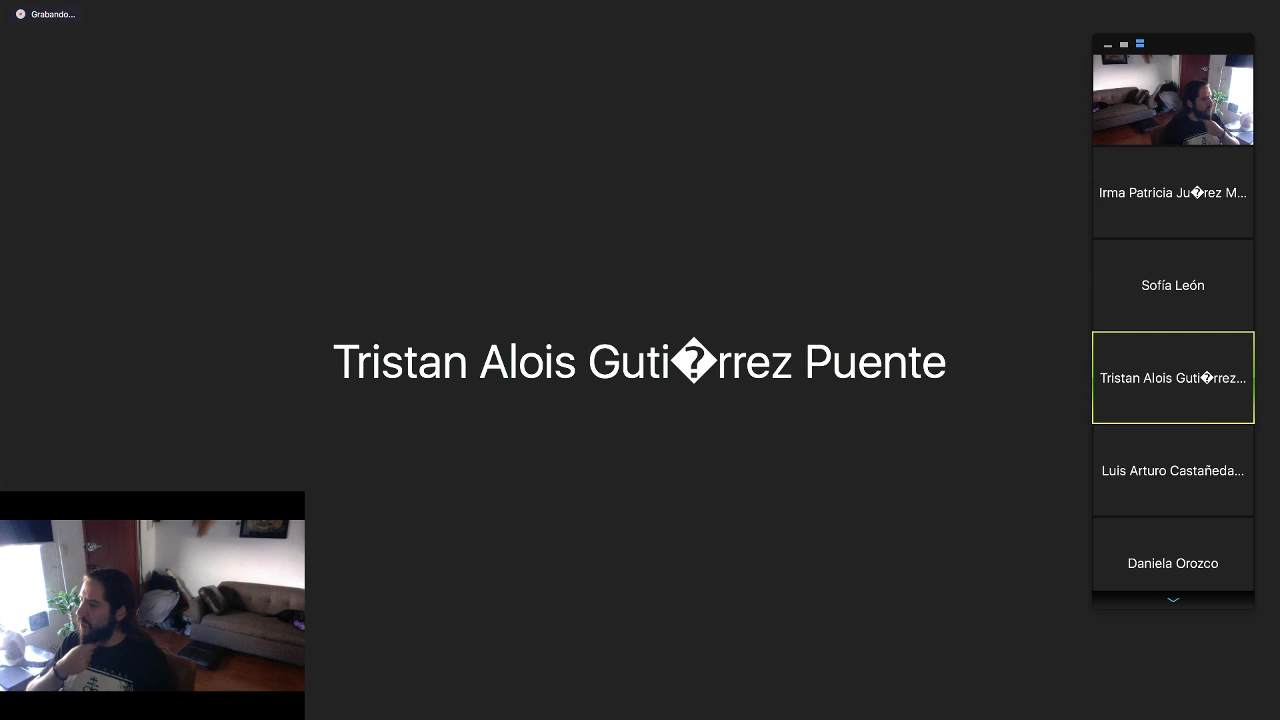 Grabando...
Irma Patricia Ju�rez M...
Sofía León
Tristan Alois Guti�rrez Puente
Tristan Alois Guti�rrez...
Luis Arturo Castañeda...
Daniela Orozco